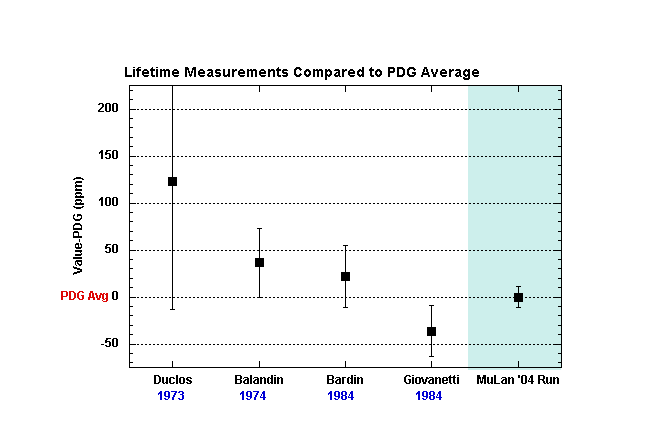 Lifetime Measurements Compared to PDG Average
Value-PDG (ppm)
200
150
100
50
PDG Avg 0
-50
Duclos Balandin Bardin Giovanetti MuLan '04 Run
1973 1974 1984 1984